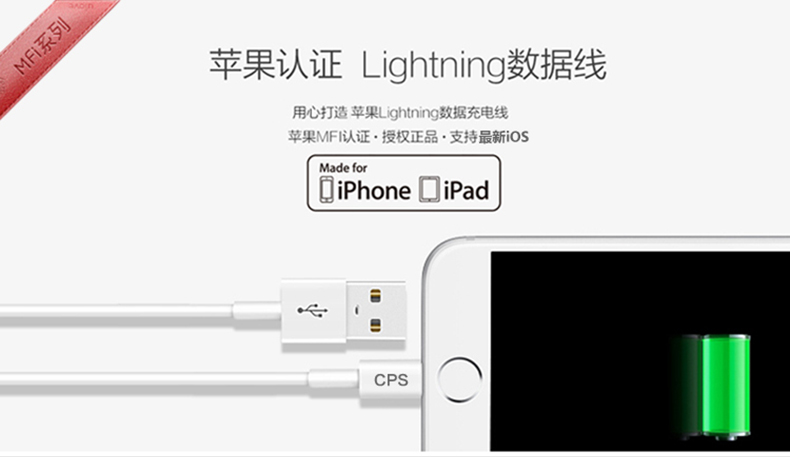 MFi系列
苹果认证 Lightning数据线
用心打造 苹果Lightning数据充电线
苹果MFI认证·授权正品·支持最新iOS
Made for
iPhone iPad
CPS